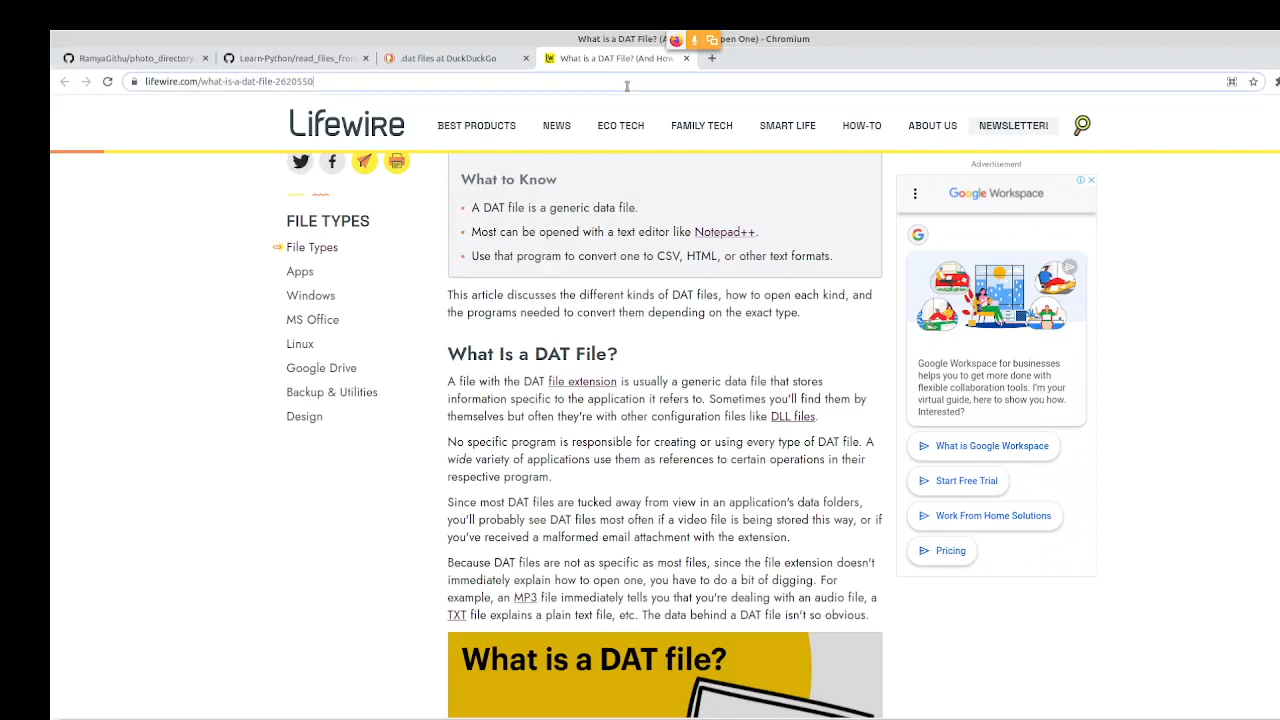 What is a DAT File? (A
pen One) - Chromium
RamyaGithu/photo_directory.
Learn-Python/read_files_from
.dat files at DuckDuckGo
What is a DAT File? (And How
lifewire.com/what-is-a-dat-file-2620550
Lifewire
BEST PRODUCTS
NEWS
ECO TECH
FAMILY TECH
SMART LIFE
HOW-TO
ABOUT US
NEWSLETTER!
FILE TYPES
File Types
Apps
Windows
MS Office
Linux
Google Drive
Backup & Utilities
Design
What to Know
A DAT file is a generic data file.
Most can be opened with a text editor like Notepad++.
Use that program to convert one to CSV, HTML, or other text formats.
This article discusses the different kinds of DAT files, how to open each kind, and
the programs needed to convert them depending on the exact type.
What Is a DAT File?
A file with the DAT file extension is usually a generic data file that stores
information specific to the application it refers to. Sometimes you'll find them by
themselves but often they're with other configuration files like DLL files.
No specific program is responsible for creating or using every type of DAT file. A
wide variety of applications use them as references to certain operations in their
respective program.
Since most DAT files are tucked away from view in an application's data folders,
you'll probably see DAT files most often if a video file is being stored this way, or if
you've received a malformed email attachment with the extension.
Because DAT files are not as specific as most files, since the file extension doesn't
immediately explain how to open one, you have to do a bit of digging. For
example, an MP3 file immediately tells you that you're dealing with an audio file, a
TXT file explains a plain text file, etc. The data behind a DAT file isn't so obvious.
What is a DAT file?
Advertisement
Google Workspace
Google Workspace for businesses
helps you to get more done with
flexible collaboration tools. I'm your
virtual guide, here to show you how.
Interested?
What is Google Workspace
Start Free Trial
Work From Home Solutions
Pricing